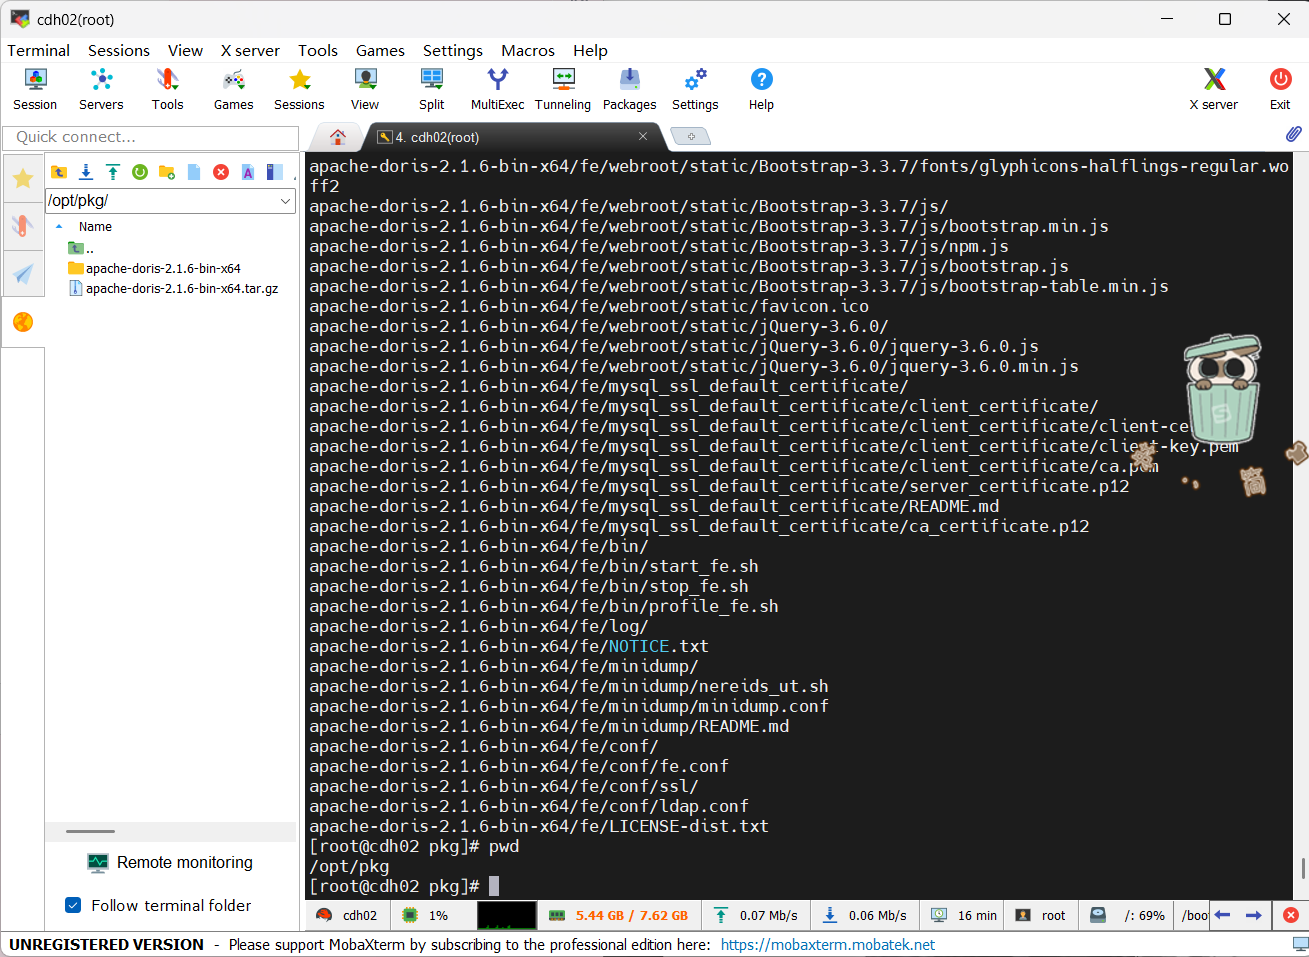 cdh02(root)
Terminal Sessions View X server Tools Games Settings Macros Help
Session Servers Tools Games Sessions View Split MultiExec Tunneling Packages Settings Help X server Exit
Quick connect...
4. cdh02(root)
/opt/pkg/
Name
..
apache-doris-2.1.6-bin-x64
apache-doris-2.1.6-bin-x64.tar.gz
Remote monitoring
Follow terminal folder
apache-doris-2.1.6-bin-x64/fe/webroot/static/Bootstrap-3.3.7/fonts/glyphicons-halflings-regular.wo
ff2
apache-doris-2.1.6-bin-x64/fe/webroot/static/Bootstrap-3.3.7/js/
apache-doris-2.1.6-bin-x64/fe/webroot/static/Bootstrap-3.3.7/js/bootstrap.min.js
apache-doris-2.1.6-bin-x64/fe/webroot/static/Bootstrap-3.3.7/js/npm.js
apache-doris-2.1.6-bin-x64/fe/webroot/static/Bootstrap-3.3.7/js/bootstrap.js
apache-doris-2.1.6-bin-x64/fe/webroot/static/Bootstrap-3.3.7/js/bootstrap-table.min.js
apache-doris-2.1.6-bin-x64/fe/webroot/static/favicon.ico
apache-doris-2.1.6-bin-x64/fe/webroot/static/jQuery-3.6.0/
apache-doris-2.1.6-bin-x64/fe/webroot/static/jQuery-3.6.0/jquery-3.6.0.js
apache-doris-2.1.6-bin-x64/fe/webroot/static/jQuery-3.6.0/jquery-3.6.0.min.js
apache-doris-2.1.6-bin-x64/fe/mysql_ssl_default_certificate/
apache-doris-2.1.6-bin-x64/fe/mysql_ssl_default_certificate/client_certificate/
apache-doris-2.1.6-bin-x64/fe/mysql_ssl_default_certificate/client_certificate/client-ce
apache-doris-2.1.6-bin-x64/fe/mysql_ssl_default_certificate/client_certificate/client-key.pem
apache-doris-2.1.6-bin-x64/fe/mysql_ssl_default_certificate/client_certificate/ca.pem
apache-doris-2.1.6-bin-x64/fe/mysql_ssl_default_certificate/server_certificate.p12
apache-doris-2.1.6-bin-x64/fe/mysql_ssl_default_certificate/README.md
apache-doris-2.1.6-bin-x64/fe/mysql_ssl_default_certificate/ca_certificate.p12
apache-doris-2.1.6-bin-x64/fe/bin/
apache-doris-2.1.6-bin-x64/fe/bin/start_fe.sh
apache-doris-2.1.6-bin-x64/fe/bin/stop_fe.sh
apache-doris-2.1.6-bin-x64/fe/bin/profile_fe.sh
apache-doris-2.1.6-bin-x64/fe/log/
apache-doris-2.1.6-bin-x64/fe/NOTICE.txt
apache-doris-2.1.6-bin-x64/fe/minidump/
apache-doris-2.1.6-bin-x64/fe/minidump/nereids_ut.sh
apache-doris-2.1.6-bin-x64/fe/minidump/minidump.conf
apache-doris-2.1.6-bin-x64/fe/minidump/README.md
apache-doris-2.1.6-bin-x64/fe/conf/
apache-doris-2.1.6-bin-x64/fe/conf/fe.conf
apache-doris-2.1.6-bin-x64/fe/conf/ssl/
apache-doris-2.1.6-bin-x64/fe/conf/ldap.conf
apache-doris-2.1.6-bin-x64/fe/LICENSE-dist.txt
[root@cdh02 pkg]# pwd
/opt/pkg
[root@cdh02 pkg]#
cdh02 1% 5.44 GB / 7.62 GB 0.07 Mb/s 0.06 Mb/s 16 min root /: 69% /boo
UNREGISTERED VERSION - Please support MobaXterm by subscribing to the professional edition here: https://mobaxterm.mobatek.net